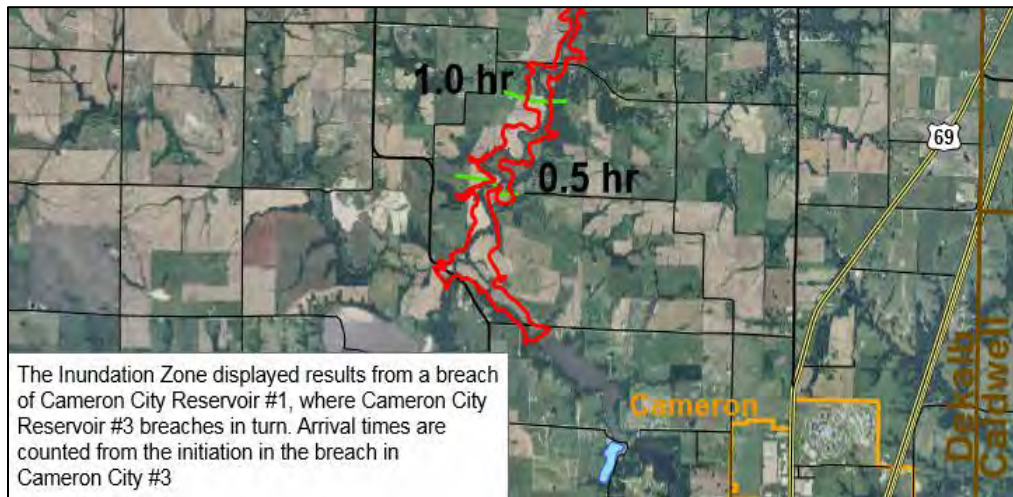 1.0 hr
69
0.5 hr
Cameron
Dekalb
Caldwell
The Inundation Zone displayed results from a breach
of Cameron City Reservoir #1, where Cameron City
Reservoir #3 breaches in turn. Arrival times are
counted from the initiation in the breach in
Cameron City #3